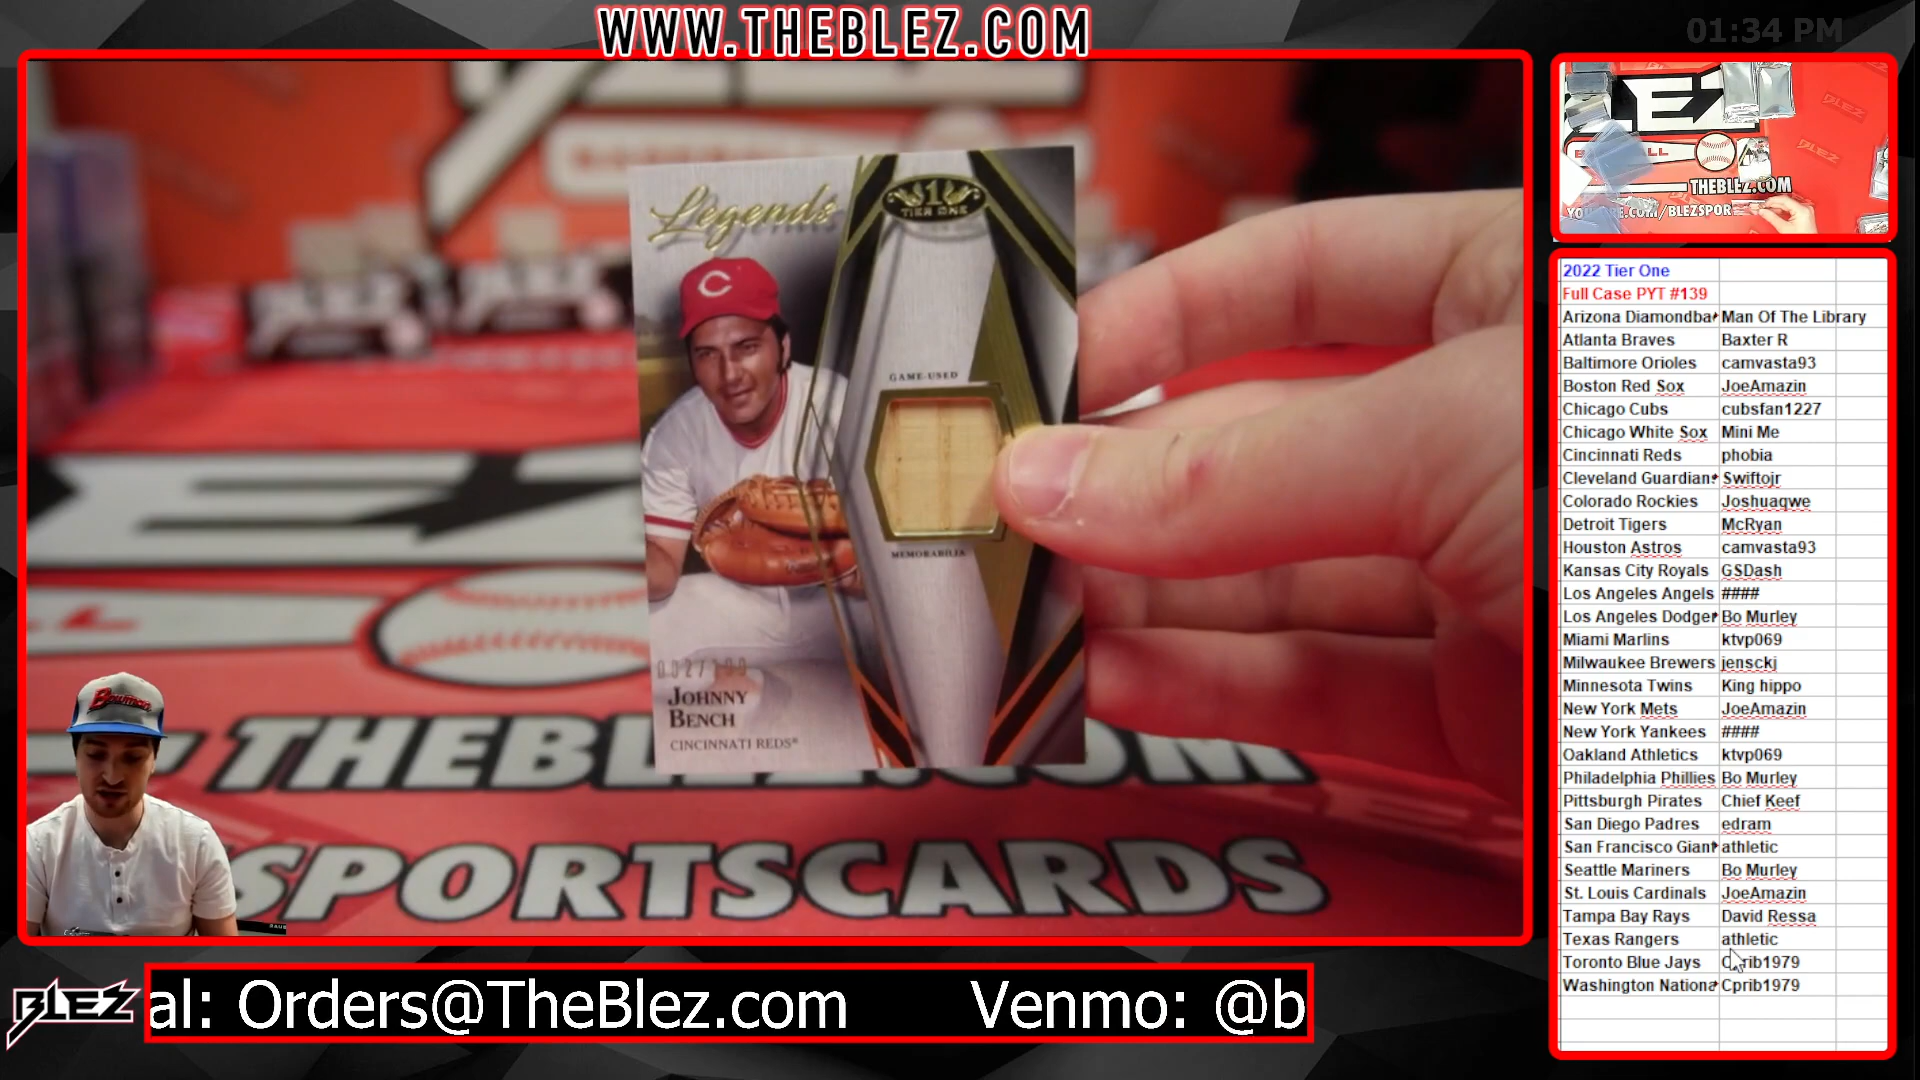 WWW.THEBLEZ.COM
01:34 PM
Legends
1
TIER ONE
C
GAME-USED
MEMORABILIA
JOHNNY
BENCH
CINCINNATI REDS
THEBLEZ.COM
SPORTSCARDS
BLEZ
al: Orders@TheBlez.com Venmo: @b
THEBLEZ.COM
2022 Tier One
Full Case PYT #139
Arizona Diamondba Man Of The Library
Atlanta Braves Baxter R
Baltimore Orioles camvasta93
Boston Red Sox JoeAmazin
Chicago Cubs cubsfan1227
Chicago White Sox Mini Me
Cincinnati Reds phobia
Cleveland Guardians Swiftojr
Colorado Rockies Joshuaqwe
Detroit Tigers McRyan
Houston Astros camvasta93
Kansas City Royals GSDash
Los Angeles Angels ####
Los Angeles Dodger Bo Murley
Miami Marlins ktvp069
Milwaukee Brewers jensckj
Minnesota Twins King hippo
New York Mets JoeAmazin
New York Yankees ####
Oakland Athletics ktvp069
Philadelphia Phillies Bo Murley
Pittsburgh Pirates Chief Keef
San Diego Padres edram
San Francisco Giant athletic
Seattle Mariners Bo Murley
St. Louis Cardinals JoeAmazin
Tampa Bay Rays David Ressa
Texas Rangers athletic
Toronto Blue Jays Cprib1979
Washington Nationa Cprib1979